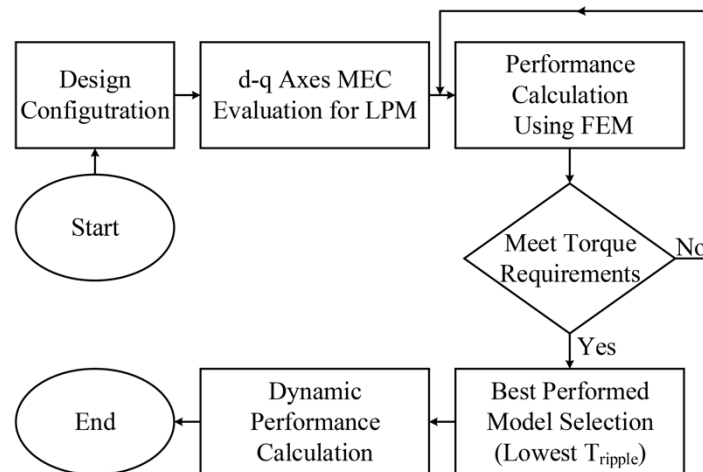 Design
Configutration
d-q Axes MEC
Evaluation for LPM
Performance
Calculation
Using FEM
Start
Meet Torque
Requirements
No
Yes
End
Dynamic
Performance
Calculation
Best Performed
Model Selection
(Lowest Tripple)